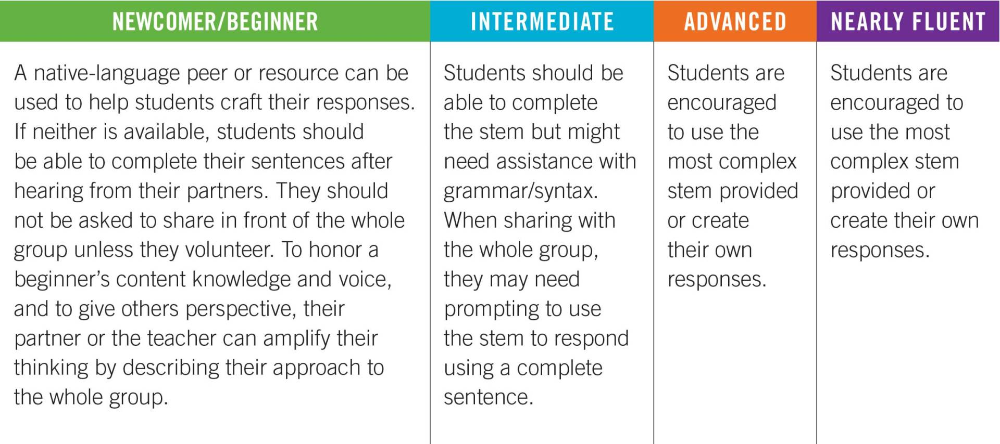 NEWCOMER/BEGINNER
A native-language peer or resource can be
used to help students craft their responses.
If neither is available, students should
be able to complete their sentences after
hearing from their partners. They should
not be asked to share in front of the whole
group unless they volunteer. To honor a
beginner’s content knowledge and voice,
and to give others perspective, their
partner or the teacher can amplify their
thinking by describing their approach to
the whole group.
INTERMEDIATE
Students should be
able to complete
the stem but might
need assistance with
grammar/syntax.
When sharing with
the whole group,
they may need
prompting to use
the stem to respond
using a complete
sentence.
ADVANCED
Students are
encouraged
to use the
most complex
stem provided
or create
their own
responses.
NEARLY FLUENT
Students are
encouraged to
use the most
complex stem
provided or
create their own
responses.